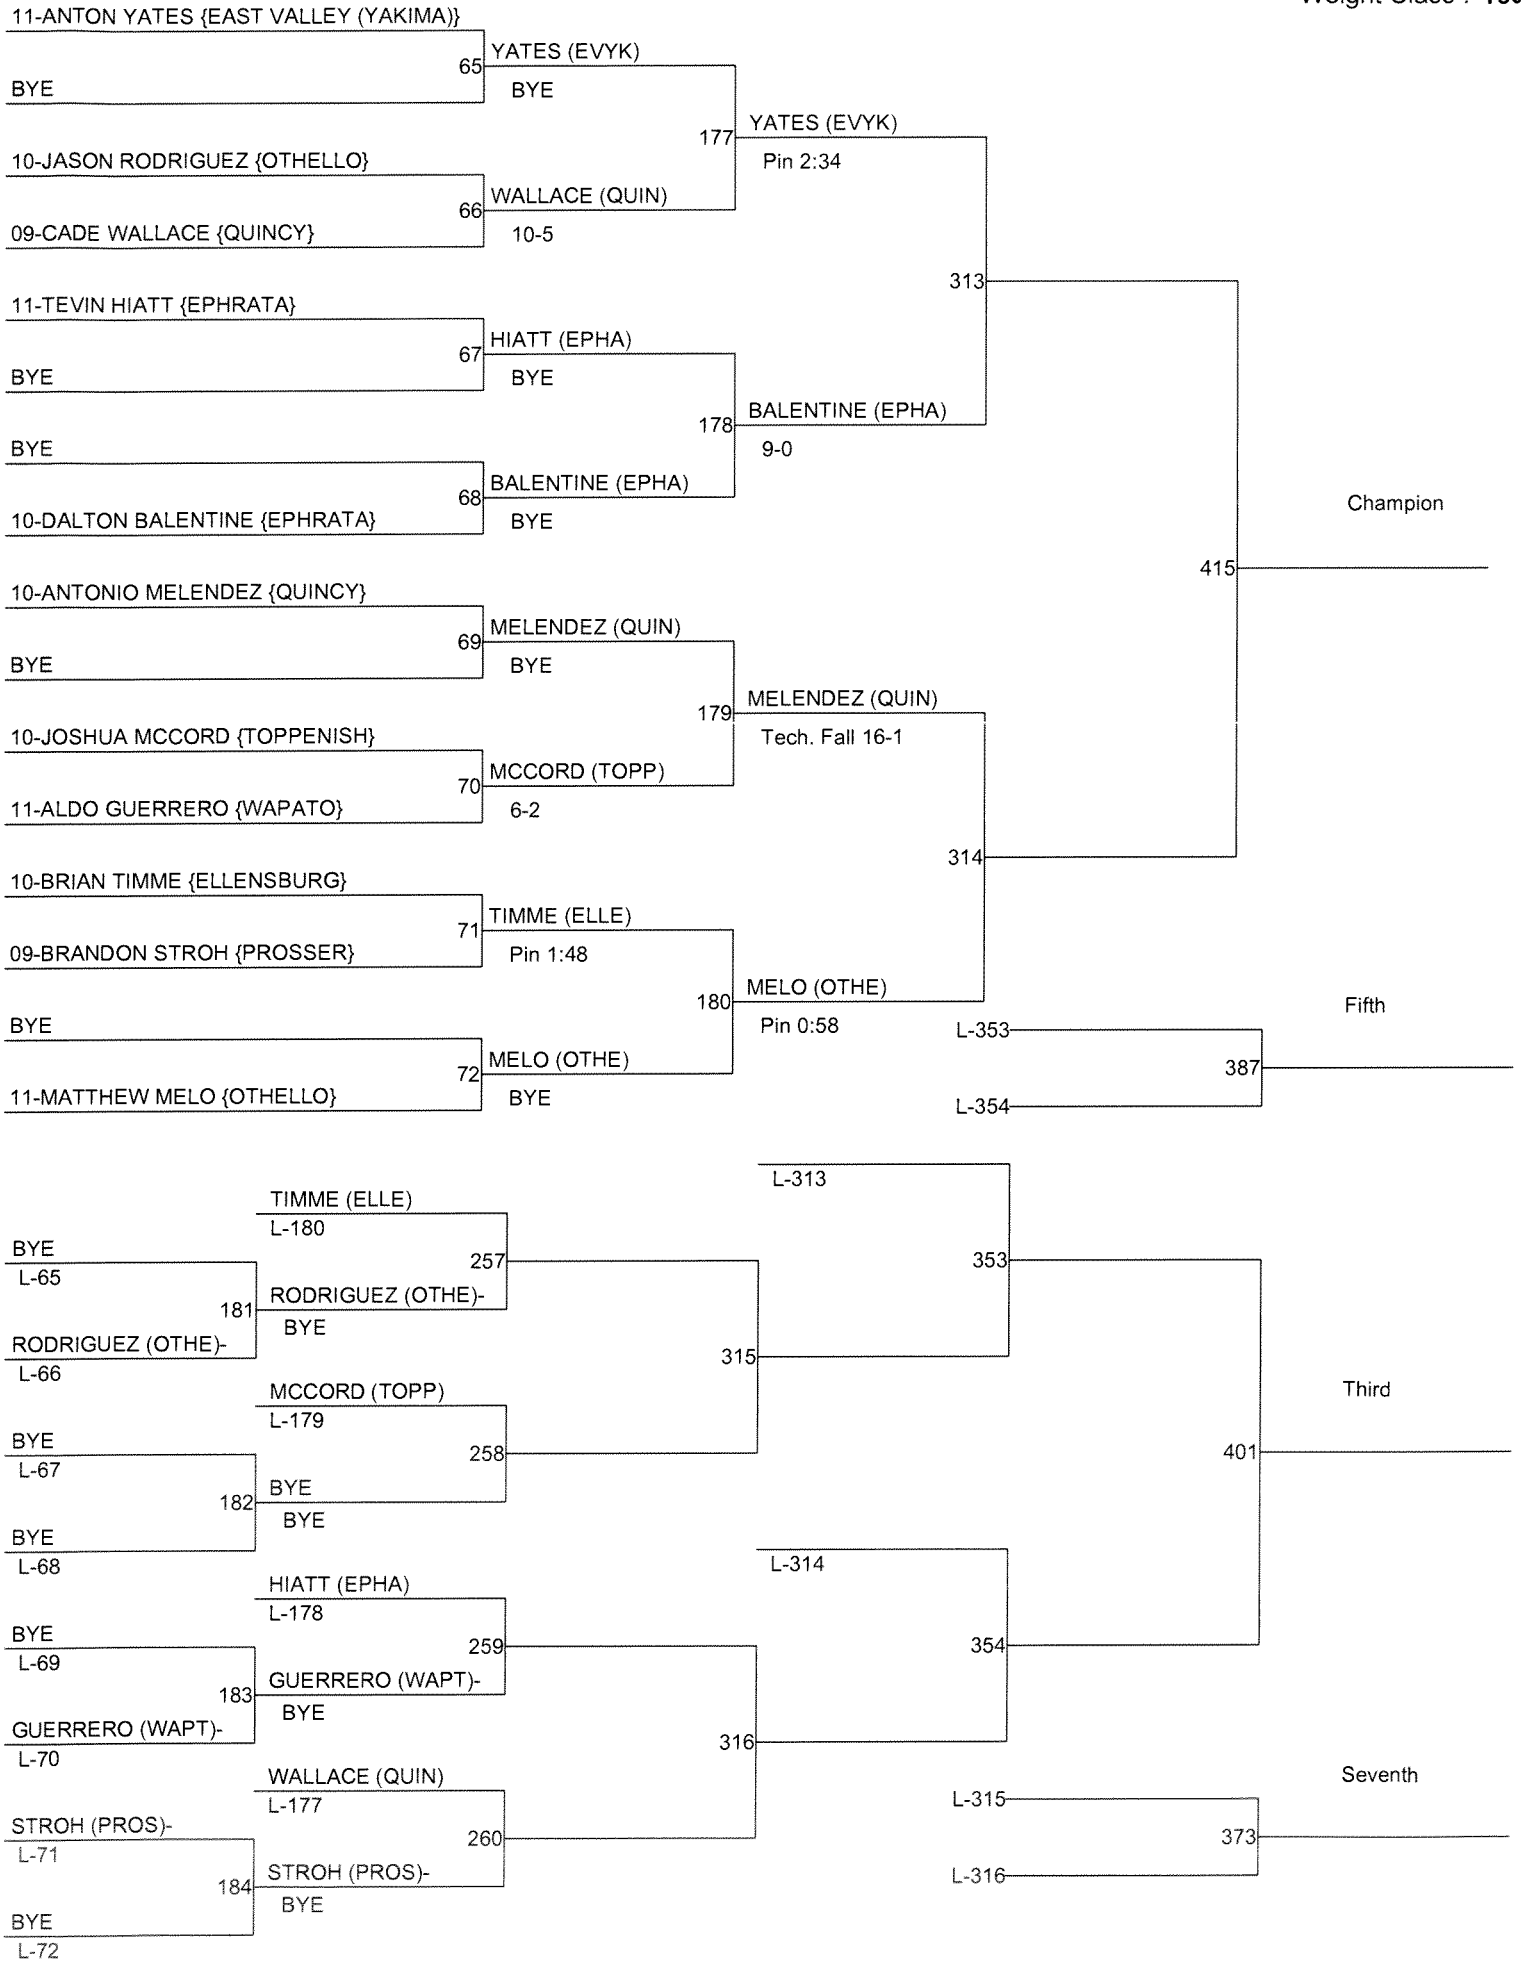 Weight Class :
11-ANTON YATES {EAST VALLEY (YAKIMA)}
65 YATES (EVYK)
BYE
BYE
177 YATES (EVYK)
Pin 2:34
10-JASON RODRIGUEZ {OTHELLO}
66 WALLACE (QUIN)
09-CADE WALLACE {QUINCY}
10-5
313
11-TEVIN HIATT {EPHRATA}
67 HIATT (EPHA)
BYE
BYE
178 BALENTINE (EPHA)
9-0
BYE
68 BALENTINE (EPHA)
10-DALTON BALENTINE {EPHRATA}
BYE
Champion
415
10-ANTONIO MELENDEZ {QUINCY}
69 MELENDEZ (QUIN)
BYE
BYE
179 MELENDEZ (QUIN)
Tech. Fall 16-1
10-JOSHUA MCCORD {TOPPENISH}
70 MCCORD (TOPP)
11-ALDO GUERRERO {WAPATO}
6-2
314
10-BRIAN TIMME {ELLENSBURG}
71 TIMME (ELLE)
09-BRANDON STROH {PROSSER}
Pin 1:48
180 MELO (OTHE)
Pin 0:58
BYE
72 MELO (OTHE)
11-MATTHEW MELO {OTHELLO}
BYE
Fifth
L-353
387
L-354
L-313
TIMME (ELLE)
L-180
BYE
L-65
257
353
181 RODRIGUEZ (OTHE)-
BYE
RODRIGUEZ (OTHE)-
L-66
315
MCCORD (TOPP)
L-179
Third
BYE
L-67
258
401
182 BYE
BYE
BYE
L-68
L-314
HIATT (EPHA)
L-178
BYE
L-69
259
354
183 GUERRERO (WAPT)-
BYE
GUERRERO (WAPT)-
L-70
316
WALLACE (QUIN)
L-177
Seventh
L-315
STROH (PROS)-
L-71
260
373
184 STROH (PROS)-
BYE
L-316
BYE
L-72